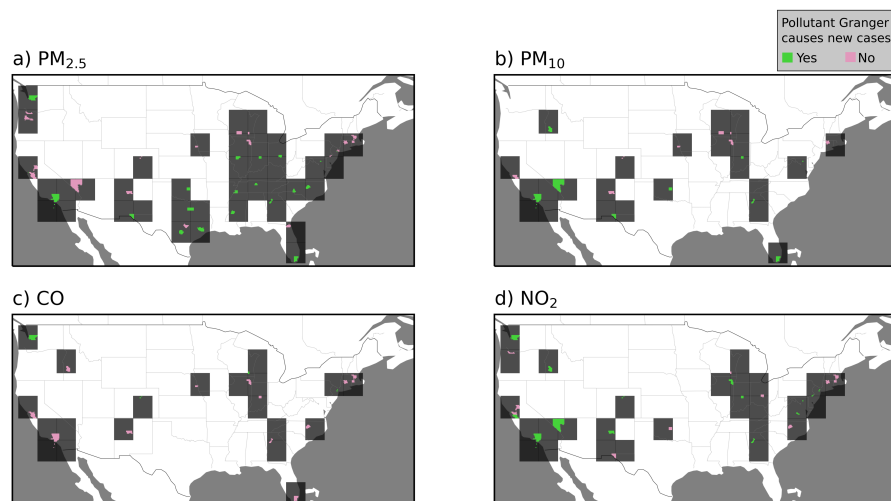 Pollutant Granger
causes new cases
Yes No
a) PM2.5
b) PM10
c) CO
d) NO2